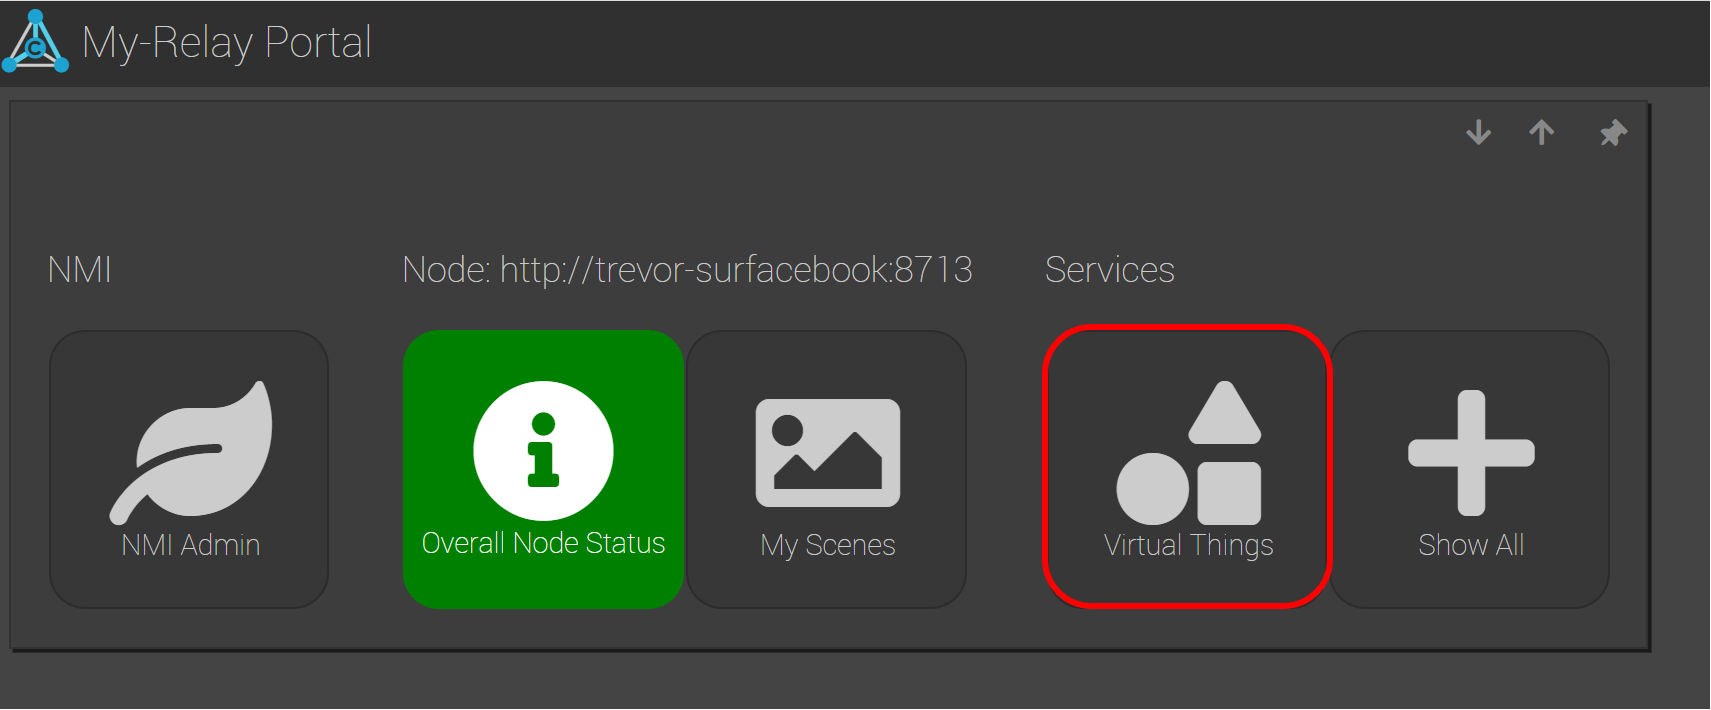 My-Relay Portal
NMI
Node: http://trevor-surfacebook:8713
Services
NMI Admin
Overall Node Status
My Scenes
Virtual Things
Show All